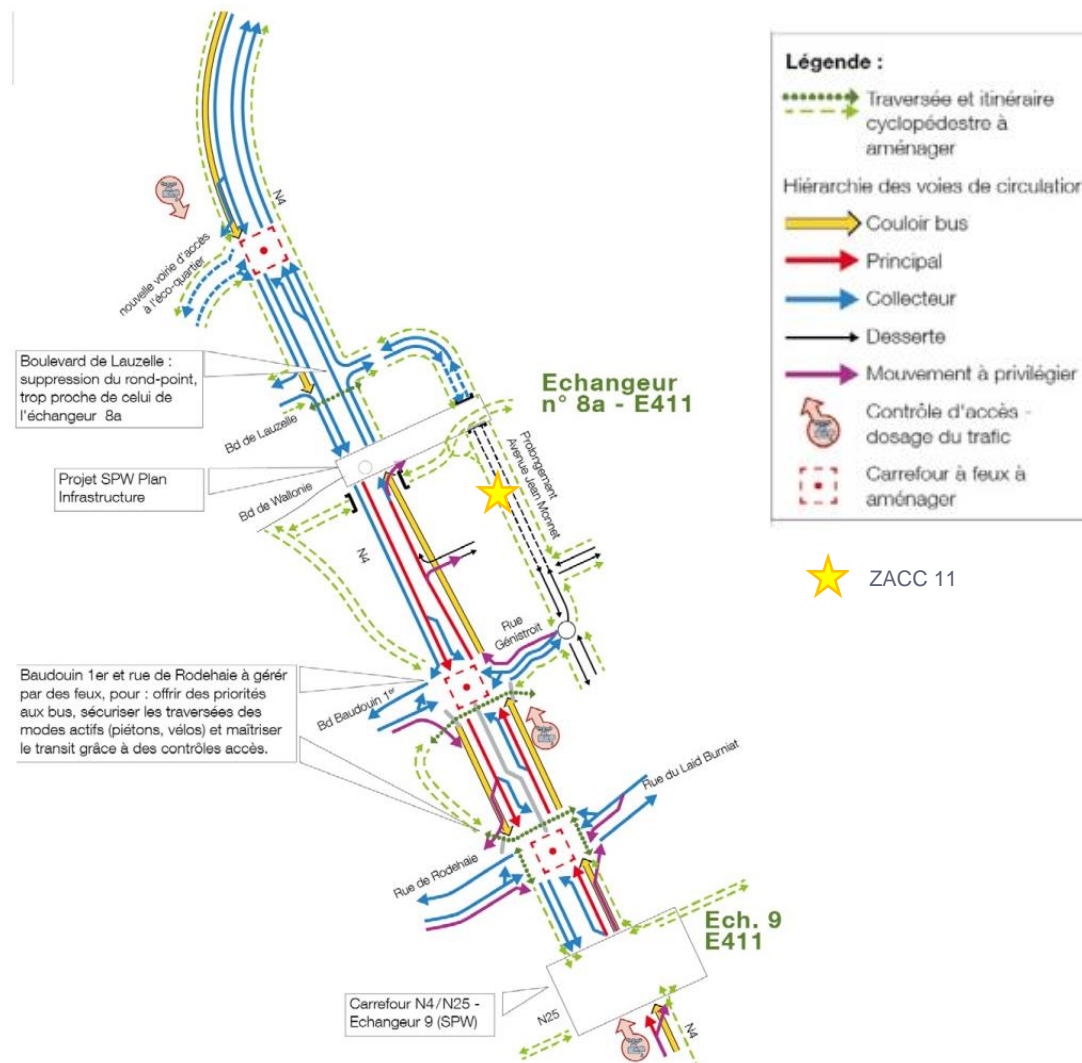 N4
nouvelle voirie d'accès
à l'éco-quartier
Boulevard de Lauzelle :
suppression du rond-point,
trop proche de celui de
l'échangeur 8a
Bd de Lauzelle
Echangeur
n° 8a - E411
Projet SPW Plan
Infrastructure
Bd de Wallonie
N4
Prolongement
Avenue Jean Monnet
Rue
Génistroit
Baudouin 1er et rue de Rodehaie à gérér
par des feux, pour : offrir des priorités
aux bus, sécuriser les traversées des
modes actifs (piétons, vélos) et maîtriser
le transit grâce à des contrôles accès.
Bd Baudouin 1er
Rue du Laid Burniat
Rue de Rodehaie
Ech. 9
E411
Carrefour N4/N25 -
Echangeur 9 (SPW)
N25
N4
Légende :
Traversée et itinéraire
cyclopédestre à
aménager
Hiérarchie des voies de circulation
Couloir bus
Principal
Collecteur
Desserte
Mouvement à privilégier
Contrôle d'accès -
dosage du trafic
Carrefour à feux à
aménager
ZACC 11